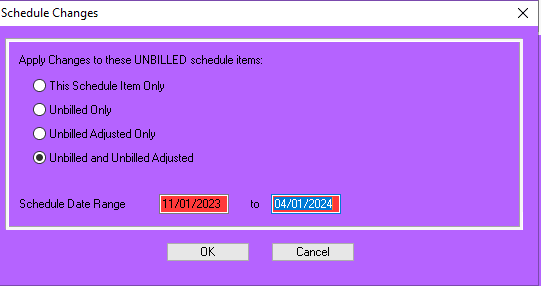 Schedule Changes
Apply Changes to these UNBILLED schedule items:
This Schedule Item Only
Unbilled Only
Unbilled Adjusted Only
Unbilled and Unbilled Adjusted
Schedule Date Range 11/01/2023 to 04/01/2024
OK Cancel